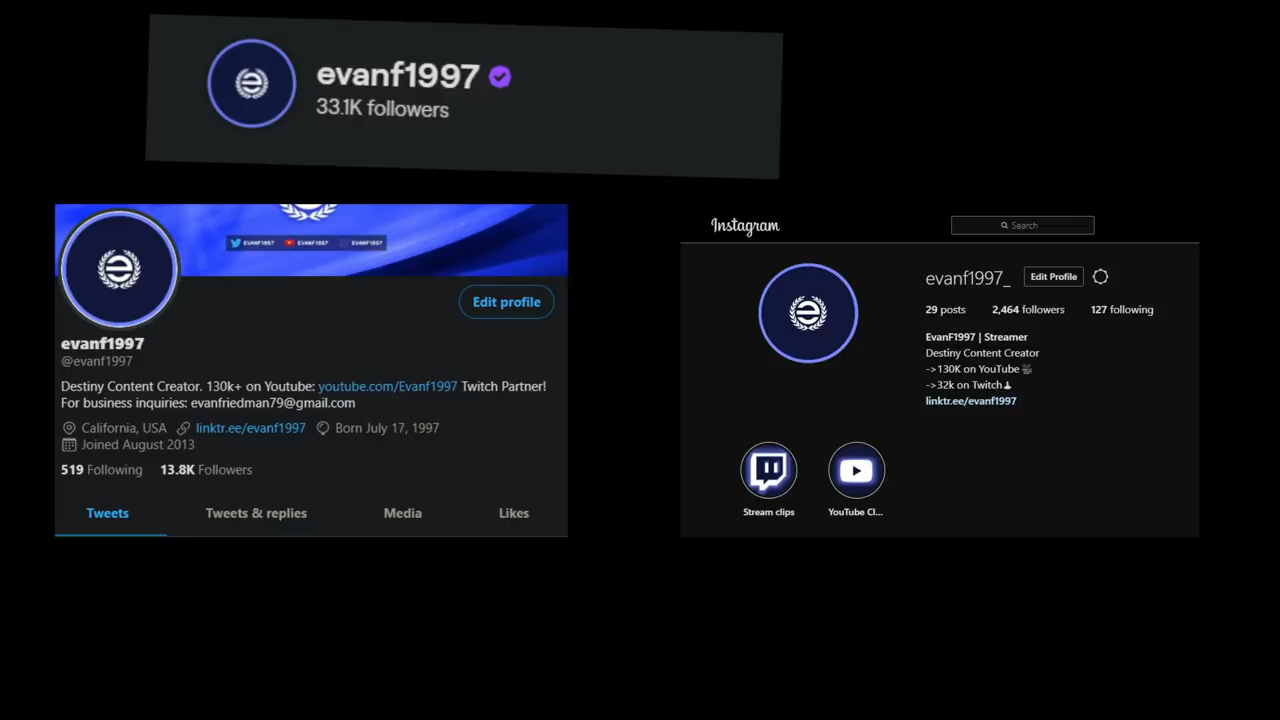 evanf1997
33.1K followers
EVANF1997 EVANF1997 EVANF1997
Edit profile
evanf1997
@evanf1997
Destiny Content Creator. 130k+ on Youtube: youtube.com/Evanf1997 Twitch Partner!
For business inquiries: evanfriedman79@gmail.com
California, USA linktr.ee/evanf1997 Born July 17, 1997
Joined August 2013
519 Following 13.8K Followers
Tweets Tweets & replies Media Likes
Instagram Search
evanf1997_ Edit Profile
29 posts 2,464 followers 127 following
EvanF1997 | Streamer
Destiny Content Creator
->130K on YouTube
->32k on Twitch
linktr.ee/evanf1997
Stream clips YouTube Cl...